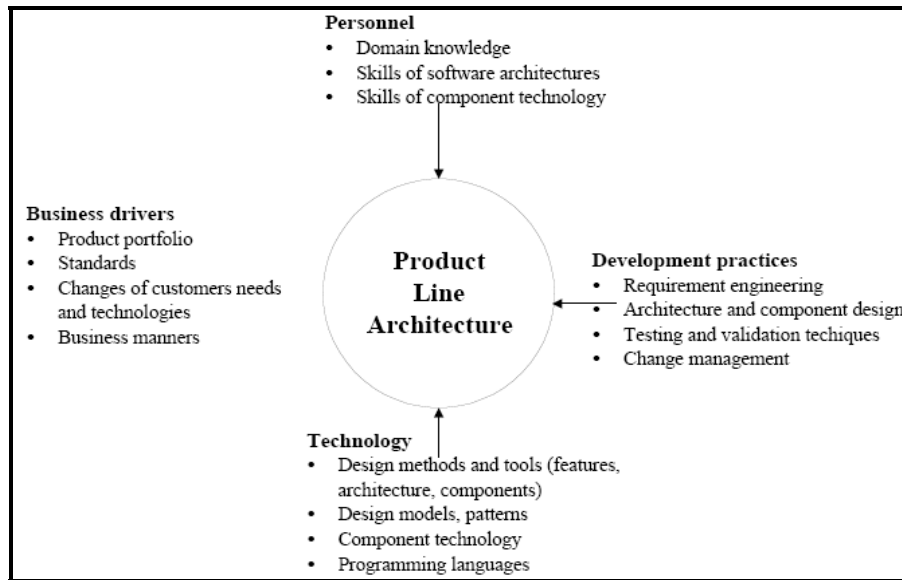 Personnel
• Domain knowledge
• Skills of software architectures
• Skills of component technology
Business drivers
• Product portfolio
• Standards
• Changes of customers needs
and technologies
• Business manners
Product
Line
Architecture
Development practices
• Requirement engineering
• Architecture and component design
• Testing and validation techiques
• Change management
Technology
• Design methods and tools (features,
architecture, components)
• Design models, patterns
• Component technology
• Programming languages